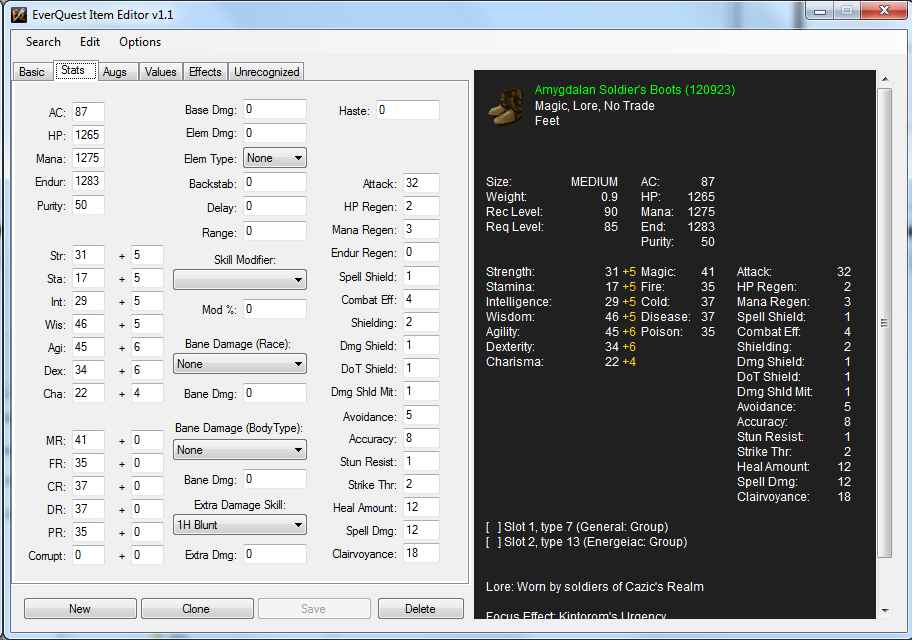 EverQuest Item Editor v1.1
Search Edit Options
Basic Stats Augs Values Effects Unrecognized
AC: 87
HP: 1265
Mana: 1275
Endur: 1283
Purity: 50
Str: 31 + 5
Sta: 17 + 5
Int: 29 + 5
Wis: 46 + 5
Agi: 45 + 6
Dex: 34 + 6
Cha: 22 + 4
MR: 41 + 0
FR: 35 + 0
CR: 37 + 0
DR: 37 + 0
PR: 35 + 0
Corrupt: 0 + 0
Base Dmg: 0
Elem Dmg: 0
Elem Type: None
Backstab: 0
Delay: 0
Range: 0
Skill Modifier:
Mod %: 0
Bane Damage (Race):
None
Bane Dmg: 0
Bane Damage (BodyType):
None
Bane Dmg: 0
Extra Damage Skill:
1H Blunt
Extra Dmg: 0
Haste: 0
Attack: 32
HP Regen: 2
Mana Regen: 3
Endur Regen: 0
Spell Shield: 1
Combat Eff: 4
Shielding: 2
Dmg Shield: 1
DoT Shield: 1
Dmg Shld Mit: 1
Avoidance: 5
Accuracy: 8
Stun Resist: 1
Strike Thr: 2
Heal Amount: 12
Spell Dmg: 12
Clairvoyance: 18
New Clone Save Delete
Amygdalan Soldier's Boots (120923)
Magic, Lore, No Trade
Feet
Size: MEDIUM AC: 87
Weight: 0.9 HP: 1265
Rec Level: 90 Mana: 1275
Req Level: 85 End: 1283
Purity: 50
Strength: 31 +5 Magic: 41 Attack: 32
Stamina: 17 +5 Fire: 35 HP Regen: 2
Intelligence: 29 +5 Cold: 37 Mana Regen: 3
Wisdom: 46 +5 Disease: 37 Spell Shield: 1
Agility: 45 +6 Poison: 35 Combat Eff: 4
Dexterity: 34 +6 Shielding: 2
Charisma: 22 +4 Dmg Shield: 1
DoT Shield: 1
Dmg Shld Mit: 1
Avoidance: 5
Accuracy: 8
Stun Resist: 1
Strike Thr: 2
Heal Amount: 12
Spell Dmg: 12
Clairvoyance: 18
[ ] Slot 1, type 7 (General: Group)
[ ] Slot 2, type 13 (Energeiac: Group)
Lore: Worn by soldiers of Cazic's Realm
Focus Effect: Kintorom's Urgency